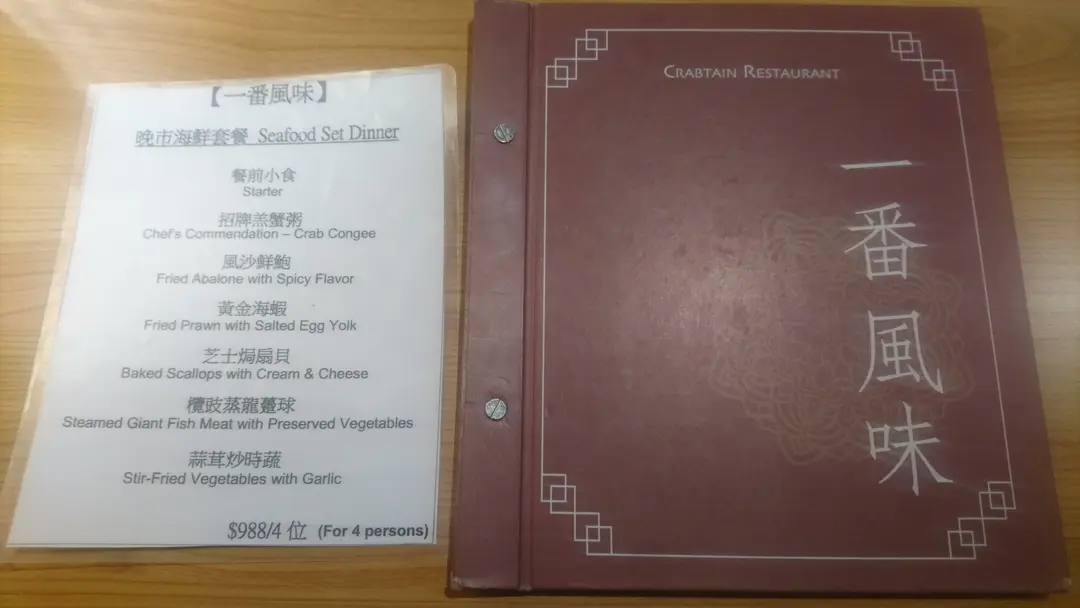 【一番風味】
晚市海鮮套餐 Seafood Set Dinner
餐前小食
Starter
招牌羔蟹粥
Chef's Commendation – Crab Congee
風沙鮮鮑
Fried Abalone with Spicy Flavor
黃金海蝦
Fried Prawn with Salted Egg Yolk
芝士焗扇貝
Baked Scallops with Cream & Cheese
欖豉蒸龍躉球
Steamed Giant Fish Meat with Preserved Vegetables
蒜茸炒時蔬
Stir-Fried Vegetables with Garlic
$988/4 位 (For 4 persons)
CRABTAIN RESTAURANT
一番風味